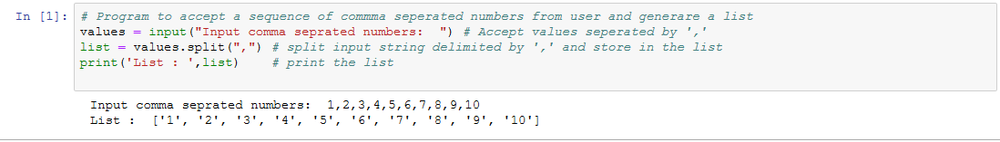 In [1]: # Program to accept a sequence of commma seperated numbers from user and generare a list
values = input("Input comma seprated numbers:  ") # Accept values seperated by ','
list = values.split(",") # split input string delimited by ',' and store in the list
print('List : ',list)    # print the list
Input comma seprated numbers:  1,2,3,4,5,6,7,8,9,10
List :  ['1', '2', '3', '4', '5', '6', '7', '8', '9', '10']